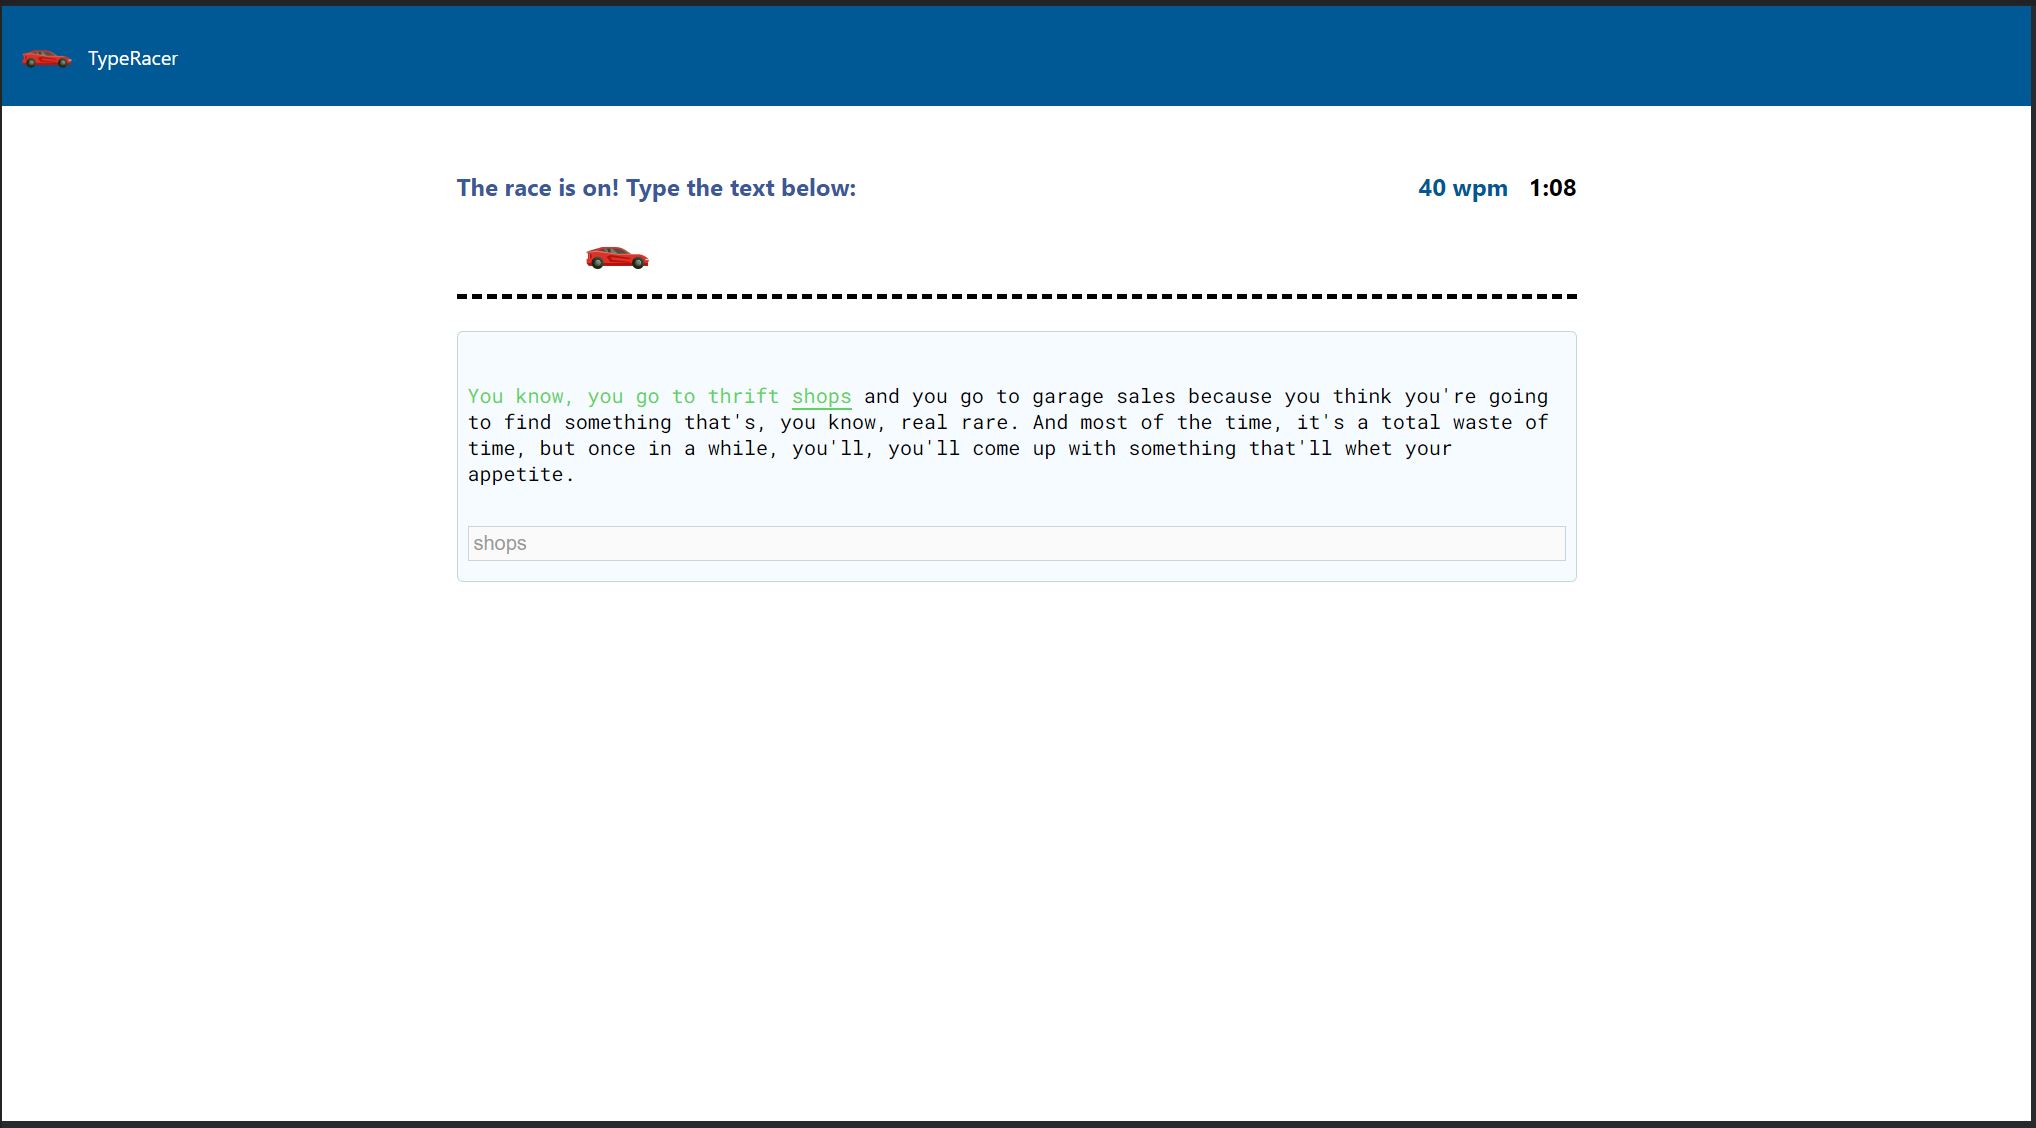 TypeRacer
The race is on! Type the text below:
40 wpm 1:08
You know, you go to thrift shops and you go to garage sales because you think you're going
to find something that's, you know, real rare. And most of the time, it's a total waste of
time, but once in a while, you'll, you'll come up with something that'll whet your
appetite.
shops